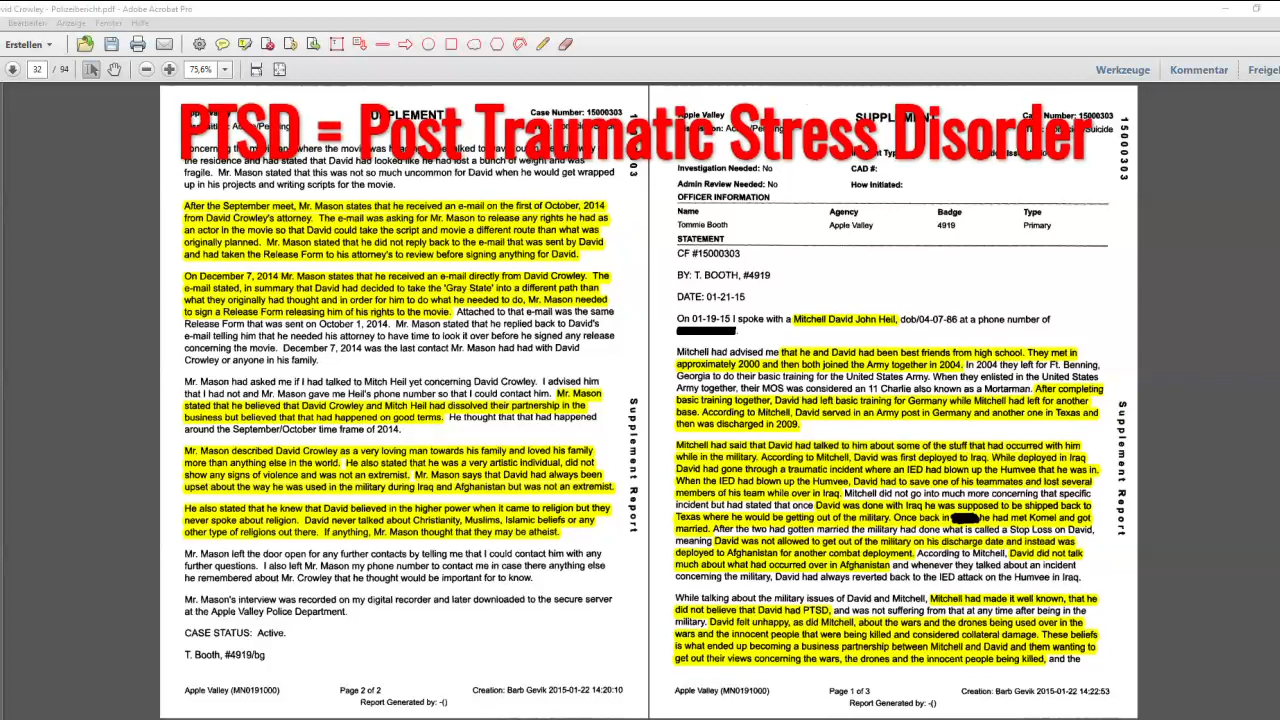 vid Crowley - Polizeibericht.pdf - Adobe Acrobat Pro
Bearbeiten Anzeige Fenster Hilfe
Erstellen
32 / 94 75,6%
Werkzeuge Kommentar Freigel
PTSD = Post Traumatic Stress Disorder
SUPPLEMENT
Case Number: 15000303
15000303
the residence and had stated that David had looked like he had lost a bunch of weight and was
fragile. Mr. Mason stated that this was not so much uncommon for David when he would get wrapped
up in his projects and writing scripts for the movie.
After the September meet, Mr. Mason states that he received an e-mail on the first of October, 2014
from David Crowley's attorney. The e-mail was asking for Mr. Mason to release any rights he had as
an actor in the movie so that David could take the script and movie a different route than what was
originally planned. Mr. Mason stated that he did not reply back to the e-mail that was sent by David
and had taken the Release Form to his attorney's to review before signing anything for David.
On December 7, 2014 Mr. Mason states that he received an e-mail directly from David Crowley. The
e-mail stated, in summary that David had decided to take the 'Gray State' into a different path than
what they originally had thought and in order for him to do what he needed to do, Mr. Mason needed
to sign a Release Form releasing him of his rights to the movie. Attached to that e-mail was the same
Release Form that was sent on October 1, 2014. Mr. Mason stated that he replied back to David's
e-mail telling him that he needed his attorney to have time to look it over before he signed any release
concerning the movie. December 7, 2014 was the last contact Mr. Mason had had with David
Crowley or anyone in his family.
Mr. Mason had asked me if I had talked to Mitch Heil yet concerning David Crowley. I advised him
that I had not and Mr. Mason gave me Heil's phone number so that I could contact him. Mr. Mason
stated that he believed that David Crowley and Mitch Heil had dissolved their partnership in the
business but believed that that had happened on good terms. He thought that that had happened
around the September/October time frame of 2014.
Mr. Mason described David Crowley as a very loving man towards his family and loved his family
more than anything else in the world. He also stated that he was a very artistic individual, did not
show any signs of violence and was not an extremist. Mr. Mason says that David had always been
upset about the way he was used in the military during Iraq and Afghanistan but was not an extremist.
He also stated that he knew that David believed in the higher power when it came to religion but they
never spoke about religion. David never talked about Christianity, Muslims, Islamic beliefs or any
other type of religions out there. If anything, Mr. Mason thought that they may be atheist.
Mr. Mason left the door open for any further contacts by telling me that I could contact him with any
further questions. I also left Mr. Mason my phone number to contact me in case there anything else
he remembered about Mr. Crowley that he thought would be important for to know.
Mr. Mason's interview was recorded on my digital recorder and later downloaded to the secure server
at the Apple Valley Police Department.
CASE STATUS: Active.
T. Booth, #4919/bg
Supplement Report
Apple Valley (MN0191000) Page 2 of 2 Creation: Barb Gevik 2015-01-22 14:20:10
Report Generated by: -()
Apple Valley
SUPPLEMENT
Case Number: 15000303
15000303
Investigation Needed: No CAD #:
Admin Review Needed: No How Initiated:
OFFICER INFORMATION
Name Agency Badge Type
Tommie Booth Apple Valley 4919 Primary
STATEMENT
CF #15000303
BY: T. BOOTH, #4919
DATE: 01-21-15
On 01-19-15 I spoke with a Mitchell David John Heil, dob/04-07-86 at a phone number of
Mitchell had advised me that he and David had been best friends from high school. They met in
approximately 2000 and then both joined the Army together in 2004. In 2004 they left for Ft. Benning,
Georgia to do their basic training for the United States Army. When they enlisted in the United States
Army together, their MOS was considered an 11 Charlie also known as a Mortarman. After completing
basic training together, David had left basic training for Germany while Mitchell had left for another
base. According to Mitchell, David served in an Army post in Germany and another one in Texas and
then was discharged in 2009.
Mitchell had said that David had talked to him about some of the stuff that had occurred with him
while in the military. According to Mitchell, David was first deployed to Iraq. While deployed in Iraq
David had gone through a traumatic incident where an IED had blown up the Humvee that he was in.
When the IED had blown up the Humvee, David had to save one of his teammates and lost several
members of his team while over in Iraq. Mitchell did not go into much more concerning that specific
incident but had stated that once David was done with Iraq he was supposed to be shipped back to
Texas where he would be getting out of the military. Once back in he had met Komel and got
married. After the two had gotten married the military had done what is called a Stop Loss on David,
meaning David was not allowed to get out of the military on his discharge date and instead was
deployed to Afghanistan for another combat deployment. According to Mitchell, David did not talk
much about what had occurred over in Afghanistan and whenever they talked about an incident
concerning the military, David had always reverted back to the IED attack on the Humvee in Iraq.
While talking about the military issues of David and Mitchell, Mitchell had made it well known, that he
did not believe that David had PTSD, and was not suffering from that at any time after being in the
military. David felt unhappy, as did Mitchell, about the wars and the drones being used over in the
wars and the innocent people that were being killed and considered collateral damage. These beliefs
is what ended up becoming a business partnership between Mitchell and David and them wanting to
get out their views concerning the wars, the drones and the innocent people being killed, and the
Supplement Report
Apple Valley (MN0191000) Page 1 of 3 Creation: Barb Gevik 2015-01-22 14:22:53
Report Generated by: -()